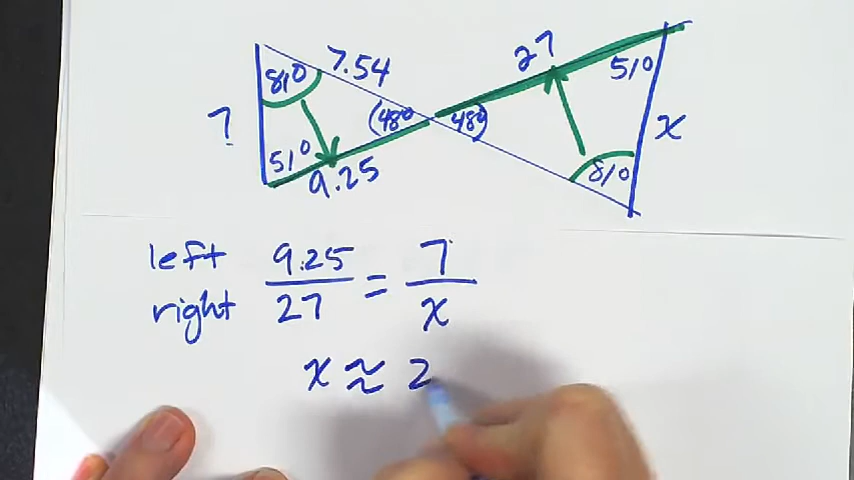 27
81° 7.54 51°
7 (48° 48°) x
51° 9.25 81°
left 9.25 = 7
right 27 x
x ≈ 2